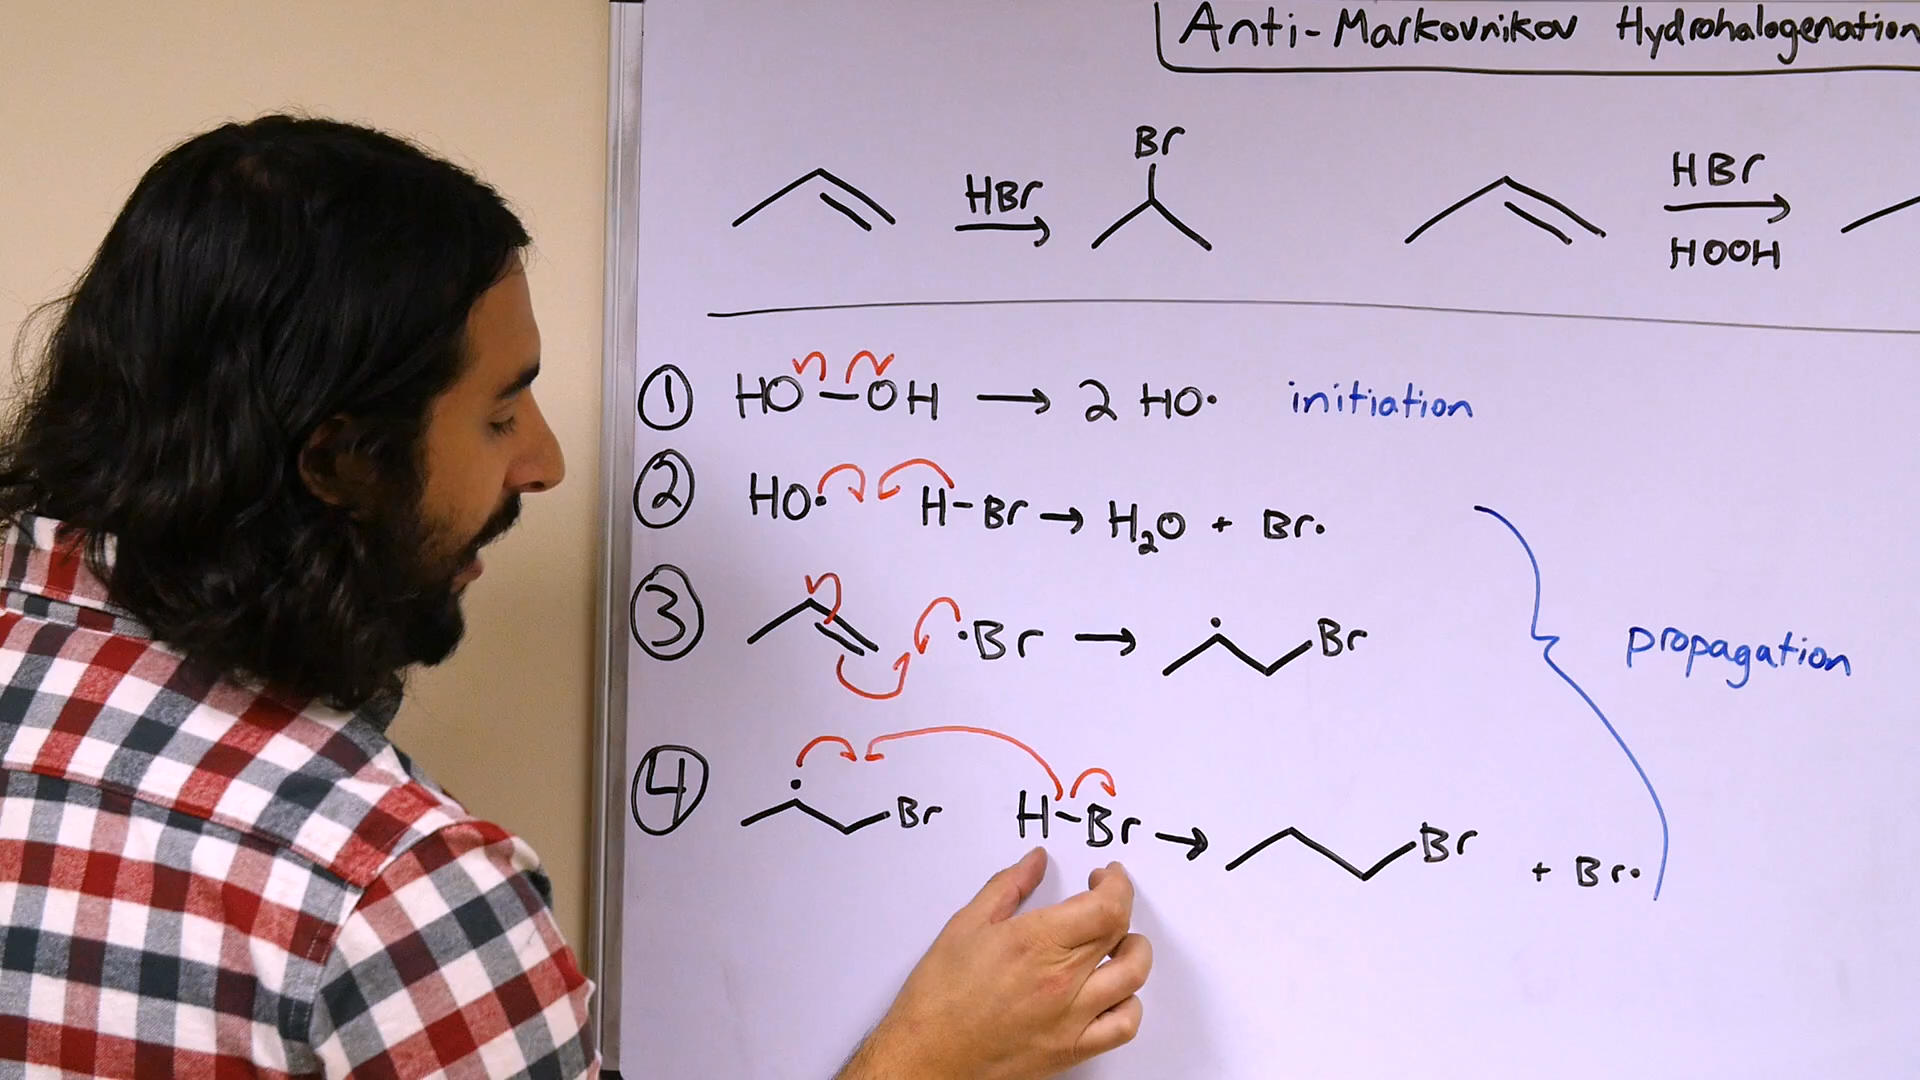 Anti-Markovnikov Hydrohalogenation
HBr
Br
HBr
HOOH
1 HO—OH → 2 HO· initiation
2 HO· H-Br → H₂O + Br·
3 ·Br → · Br
propagation
4 · Br H-Br → Br + Br·